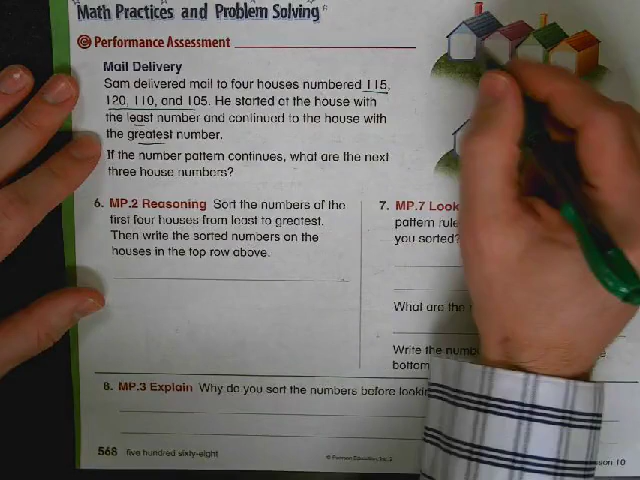 Math Practices and Problem Solving
Performance Assessment
Mail Delivery
Sam delivered mail to four houses numbered 115,
120, 110, and 105. He started at the house with
the least number and continued to the house with
the greatest number.
If the number pattern continues, what are the next
three house numbers?
6. MP.2 Reasoning Sort the numbers of the
first four houses from least to greatest.
Then write the sorted numbers on the
houses in the top row above.
7. MP.7 Look
pattern rule
you sorted?
What are the
Write the
bottom
8. MP.3 Explain Why do you sort the numbers before
568 five hundred sixty-eight
© Pearson Education, Inc. 2
10